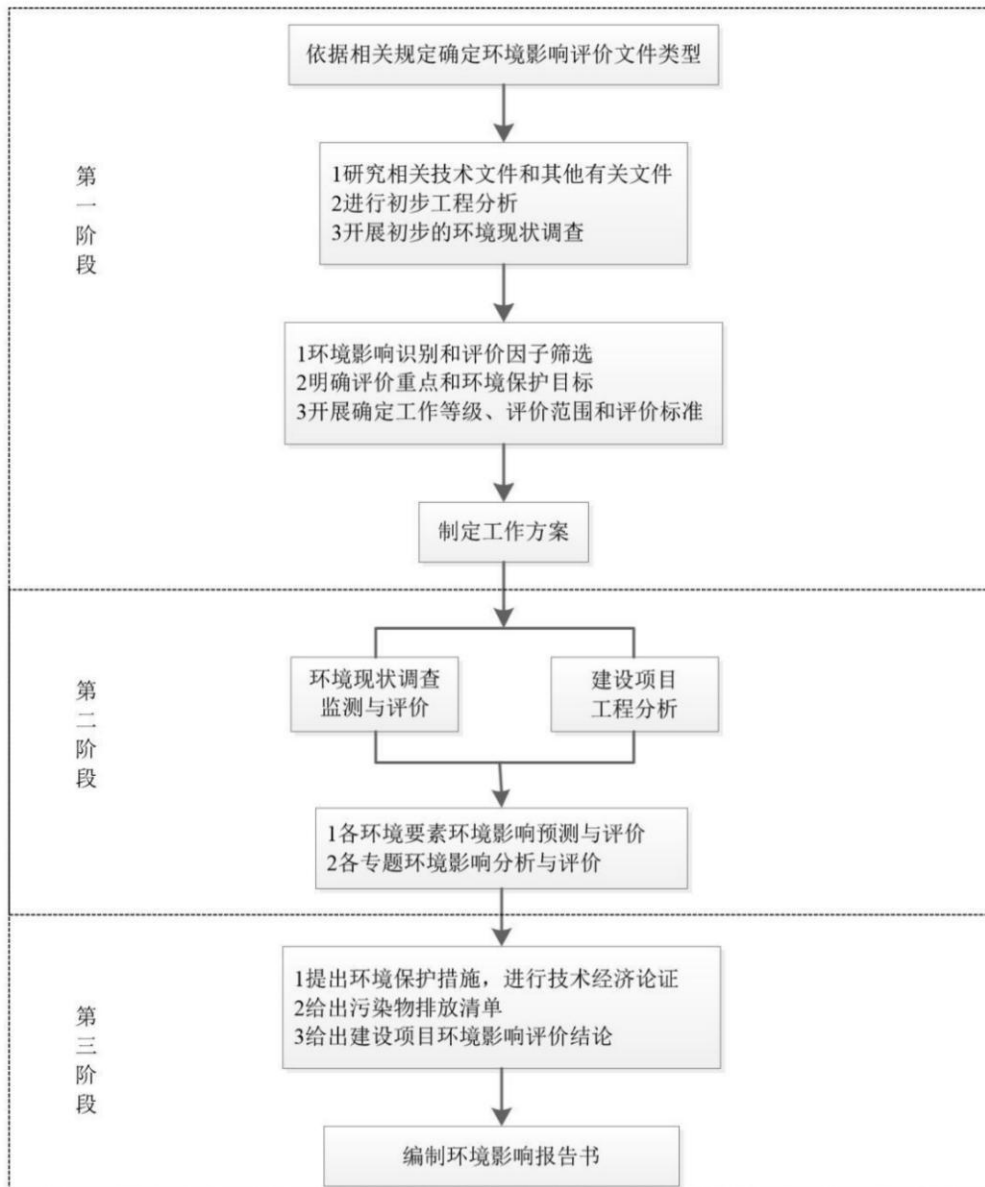 依据相关规定确定环境影响评价文件类型
第一阶段
1研究相关技术文件和其他有关文件
2进行初步工程分析
3开展初步的环境现状调查
1环境影响识别和评价因子筛选
2明确评价重点和环境保护目标
3开展确定工作等级、评价范围和评价标准
制定工作方案
第二阶段
环境现状调查
监测与评价
建设项目
工程分析
1各环境要素环境影响预测与评价
2各专题环境影响分析与评价
第三阶段
1提出环境保护措施，进行技术经济论证
2给出污染物排放清单
3给出建设项目环境影响评价结论
编制环境影响报告书